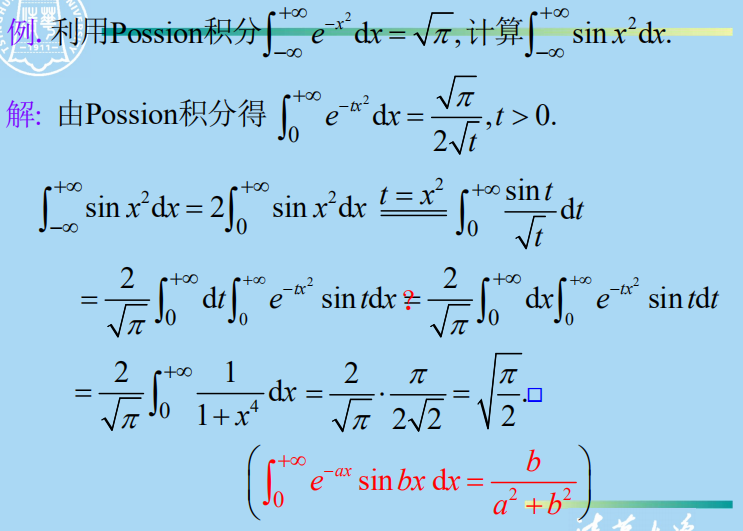 例. 利用Possion积分∫_{−∞}^{+∞} e^{−x²} dx = √π, 计算∫_{−∞}^{+∞} sin x² dx.
解: 由Possion积分得 ∫_0^{+∞} e^{−tx²} dx = √π / (2√t), t > 0.
∫_{−∞}^{+∞} sin x² dx = 2∫_0^{+∞} sin x² dx \overset{t = x²}{=} ∫_0^{+∞} (sin t / √t) dt
= (2/√π) ∫_0^{+∞} dt ∫_0^{+∞} e^{−tx²} sin t dx ?= (2/√π) ∫_0^{+∞} dx ∫_0^{+∞} e^{−tx²} sin t dt
= (2/√π) ∫_0^{+∞} 1/(1+x⁴) dx = (2/√π) · π/(2√2) = √(π/2). □
( ∫_0^{+∞} e^{−ax} sin bx dx = b/(a² + b²) )